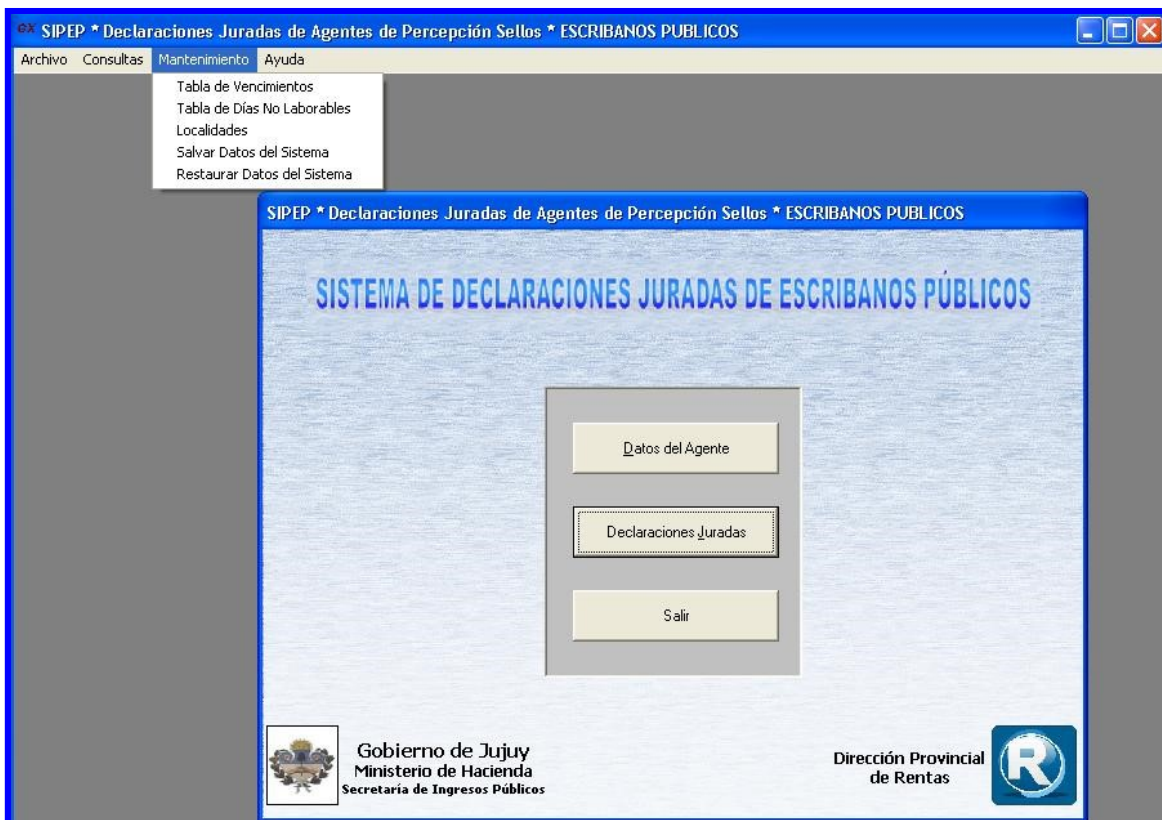 SIPEP * Declaraciones Juradas de Agentes de Percepción Sellos * ESCRIBANOS PUBLICOS
Archivo Consultas Mantenimiento Ayuda
Tabla de Vencimientos
Tabla de Días No Laborables
Localidades
Salvar Datos del Sistema
Restaurar Datos del Sistema
SIPEP * Declaraciones Juradas de Agentes de Percepción Sellos * ESCRIBANOS PUBLICOS
SISTEMA DE DECLARACIONES JURADAS DE ESCRIBANOS PÚBLICOS
Datos del Agente
Declaraciones Juradas
Salir
Gobierno de Jujuy
Ministerio de Hacienda
Secretaría de Ingresos Públicos
Dirección Provincial
de Rentas
R